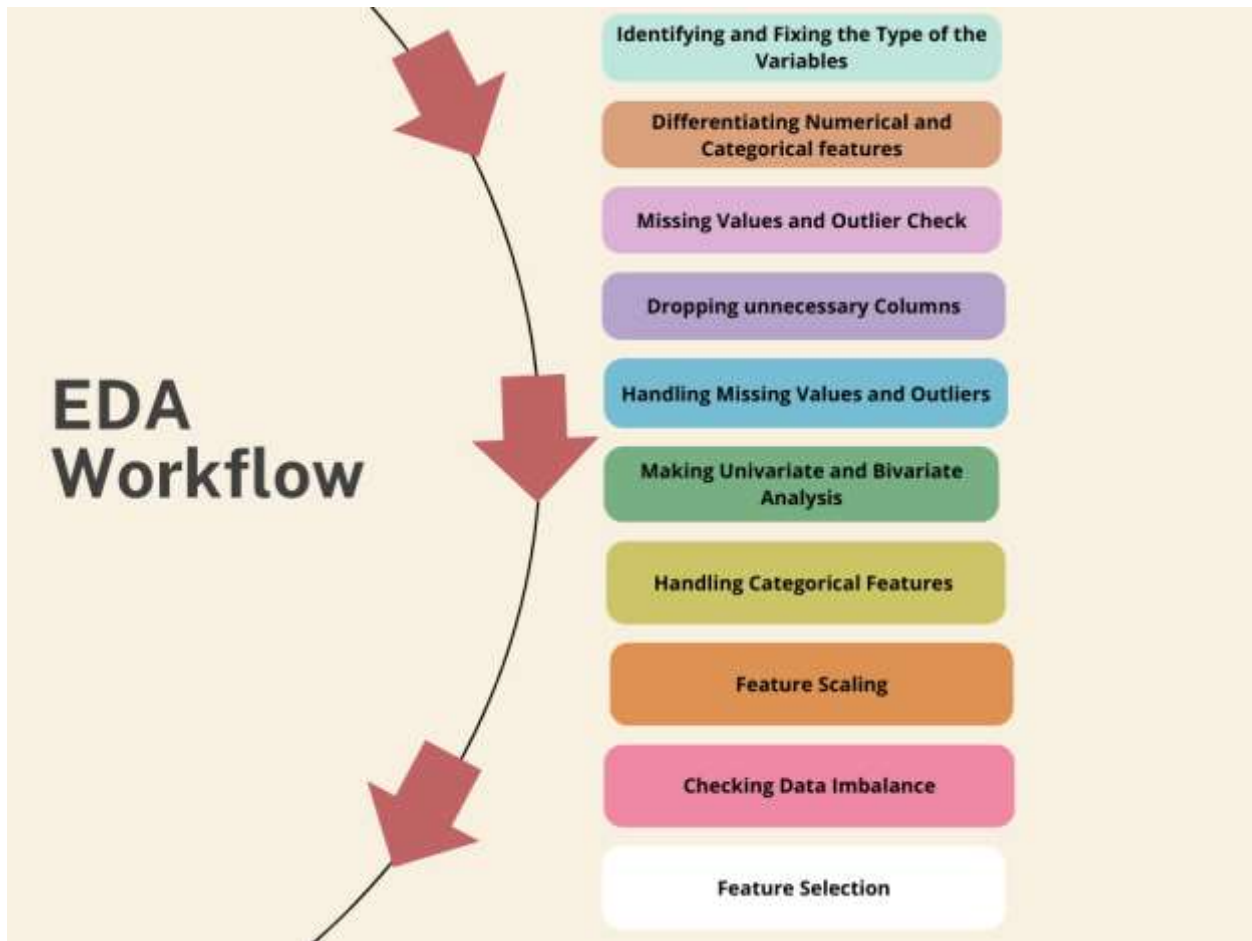 EDA
Workflow
Identifying and Fixing the Type of the
Variables
Differentiating Numerical and
Categorical features
Missing Values and Outlier Check
Dropping unnecessary Columns
Handling Missing Values and Outliers
Making Univariate and Bivariate
Analysis
Handling Categorical Features
Feature Scaling
Checking Data Imbalance
Feature Selection